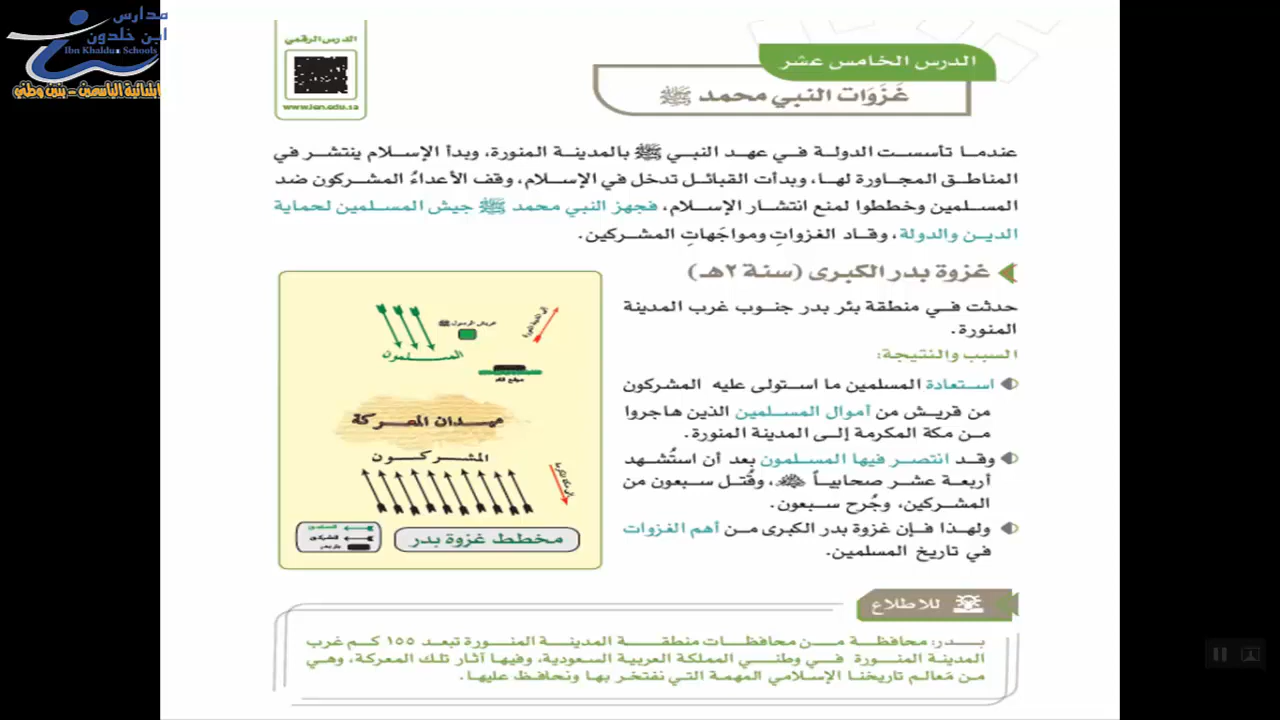 مدارس
ابن خلدون
Ibn Khaldun Schools
ابتدائية الياسمين - بنين وطني
الدرس الرقمي
www.ien.edu.sa
الدرس الخامس عشر
غَزَوَات النبي محمد ﷺ
عندما تأسست الدولة في عهد النبي ﷺ بالمدينة المنورة، وبدأ الإسلام ينتشر في
المناطق المجاورة لها، وبدأت القبائل تدخل في الإسلام، وقف الأعداءُ المشركون ضد
المسلمين وخططوا لمنع انتشار الإسلام، فجهز النبي محمد ﷺ جيش المسلمين لحماية
الدين والدولة، وقاد الغزواتِ ومواجَهاتِ المشركين.
غزوة بدر الكبرى (سنة ٢هـ)
حدثت في منطقة بئر بدر جنوب غرب المدينة
المنورة.
السبب والنتيجة:
استعادة المسلمين ما استولى عليه المشركون
من قريش من أموال المسلمين الذين هاجروا
من مكة المكرمة إلى المدينة المنورة.
وقد انتصر فيها المسلمون بعد أن استُشهد
أربعة عشر صحابياً ﷡، وقُتل سبعون من
المشركين، وجُرح سبعون.
ولهذا فإن غزوة بدر الكبرى من أهم الغزوات
في تاريخ المسلمين.
عريش الرسول ﷺ
المسلمون
ميدان المعركة
المشركون
المسلمين
المشركين
بئر بدر
مخطط غزوة بدر
للاطلاع
بدر: محافظة من محافظات منطقة المدينة المنورة تبعد ١٥٥ كم غرب
المدينة المنورة في وطني المملكة العربية السعودية، وفيها آثار تلك المعركة، وهي
من مَعالم تاريخنا الإسلامي المهمة التي نفتخر بها ونحافظ عليها.